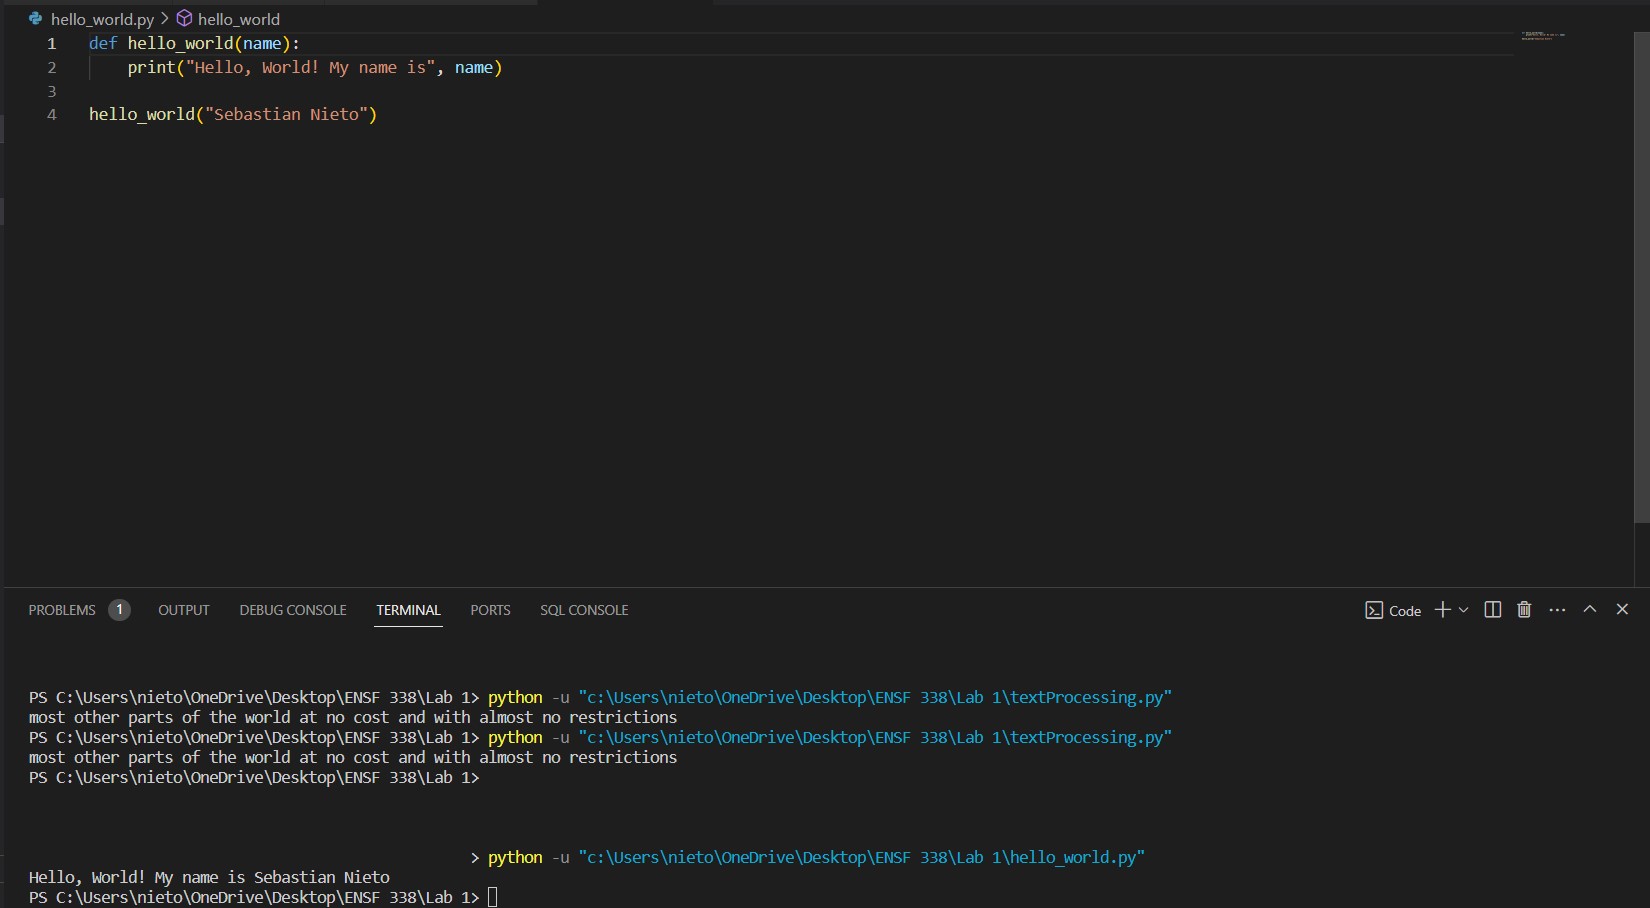 hello_world.py > hello_world
1 def hello_world(name):
2     print("Hello, World! My name is", name)
3
4 hello_world("Sebastian Nieto")
PROBLEMS 1 OUTPUT DEBUG CONSOLE TERMINAL PORTS SQL CONSOLE Code
PS C:\Users\nieto\OneDrive\Desktop\ENSF 338\Lab 1> python -u "c:\Users\nieto\OneDrive\Desktop\ENSF 338\Lab 1\textProcessing.py"
most other parts of the world at no cost and with almost no restrictions
PS C:\Users\nieto\OneDrive\Desktop\ENSF 338\Lab 1> python -u "c:\Users\nieto\OneDrive\Desktop\ENSF 338\Lab 1\textProcessing.py"
most other parts of the world at no cost and with almost no restrictions
PS C:\Users\nieto\OneDrive\Desktop\ENSF 338\Lab 1>
> python -u "c:\Users\nieto\OneDrive\Desktop\ENSF 338\Lab 1\hello_world.py"
Hello, World! My name is Sebastian Nieto
PS C:\Users\nieto\OneDrive\Desktop\ENSF 338\Lab 1>